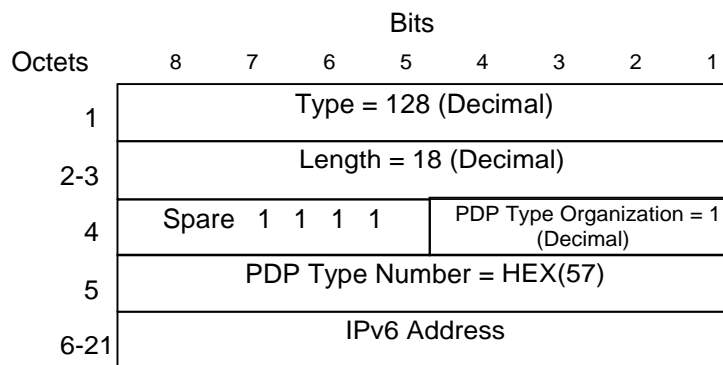 Bits
Octets 8 7 6 5 4 3 2 1
1 Type = 128 (Decimal)
2-3 Length = 18 (Decimal)
4 Spare 1 1 1 1 PDP Type Organization = 1
(Decimal)
5 PDP Type Number = HEX(57)
6-21 IPv6 Address